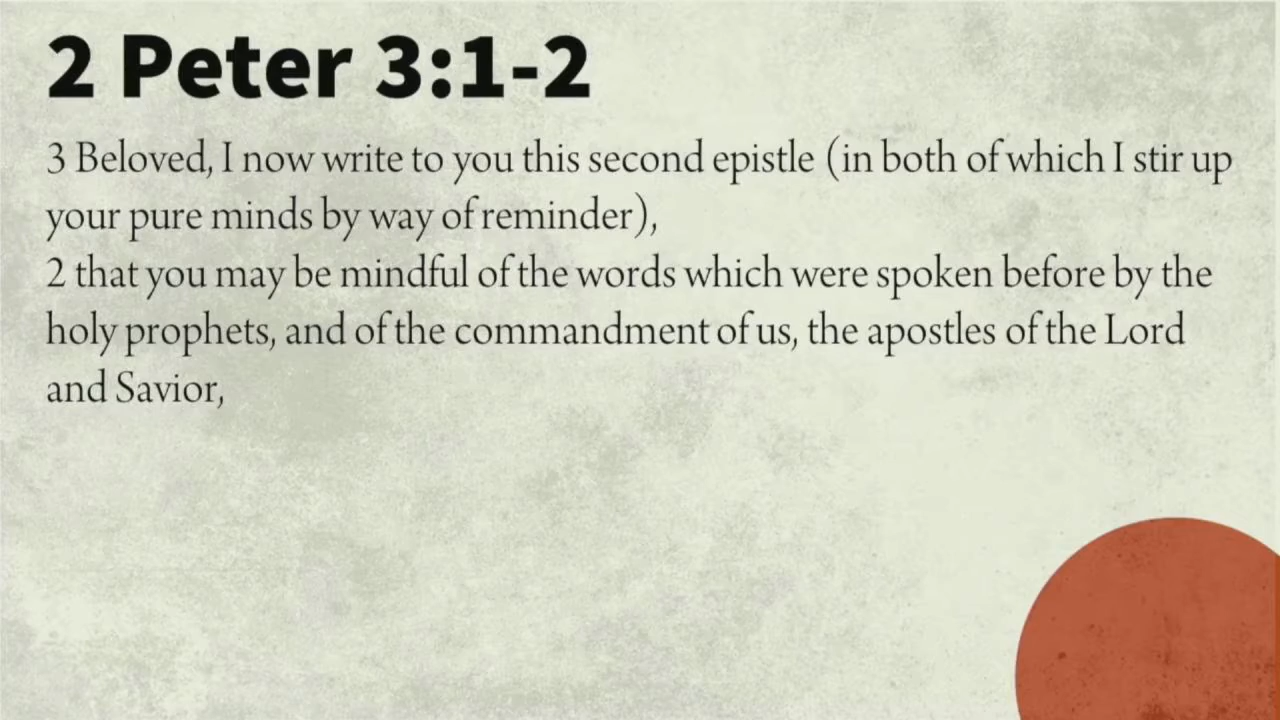 2 Peter 3:1-2
3 Beloved, I now write to you this second epistle (in both of which I stir up
your pure minds by way of reminder),
2 that you may be mindful of the words which were spoken before by the
holy prophets, and of the commandment of us, the apostles of the Lord
and Savior,